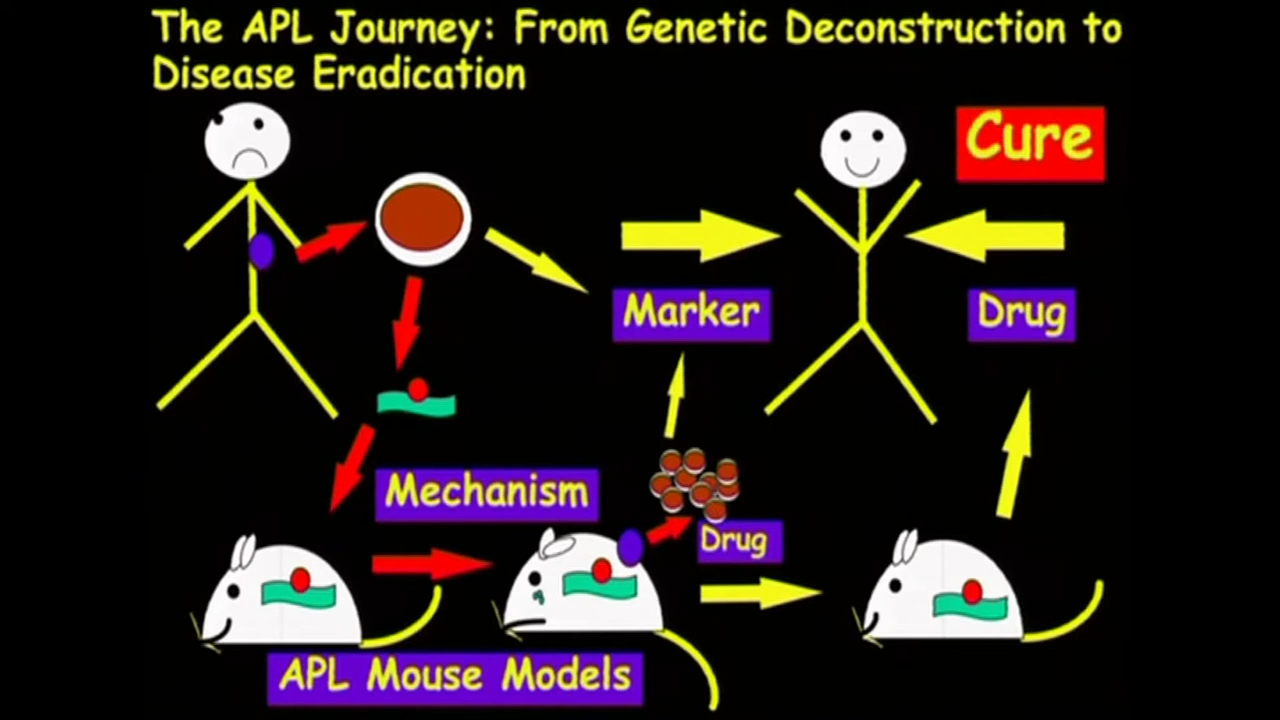 The APL Journey: From Genetic Deconstruction to
Disease Eradication
Cure
Marker
Drug
Mechanism
Drug
APL Mouse Models